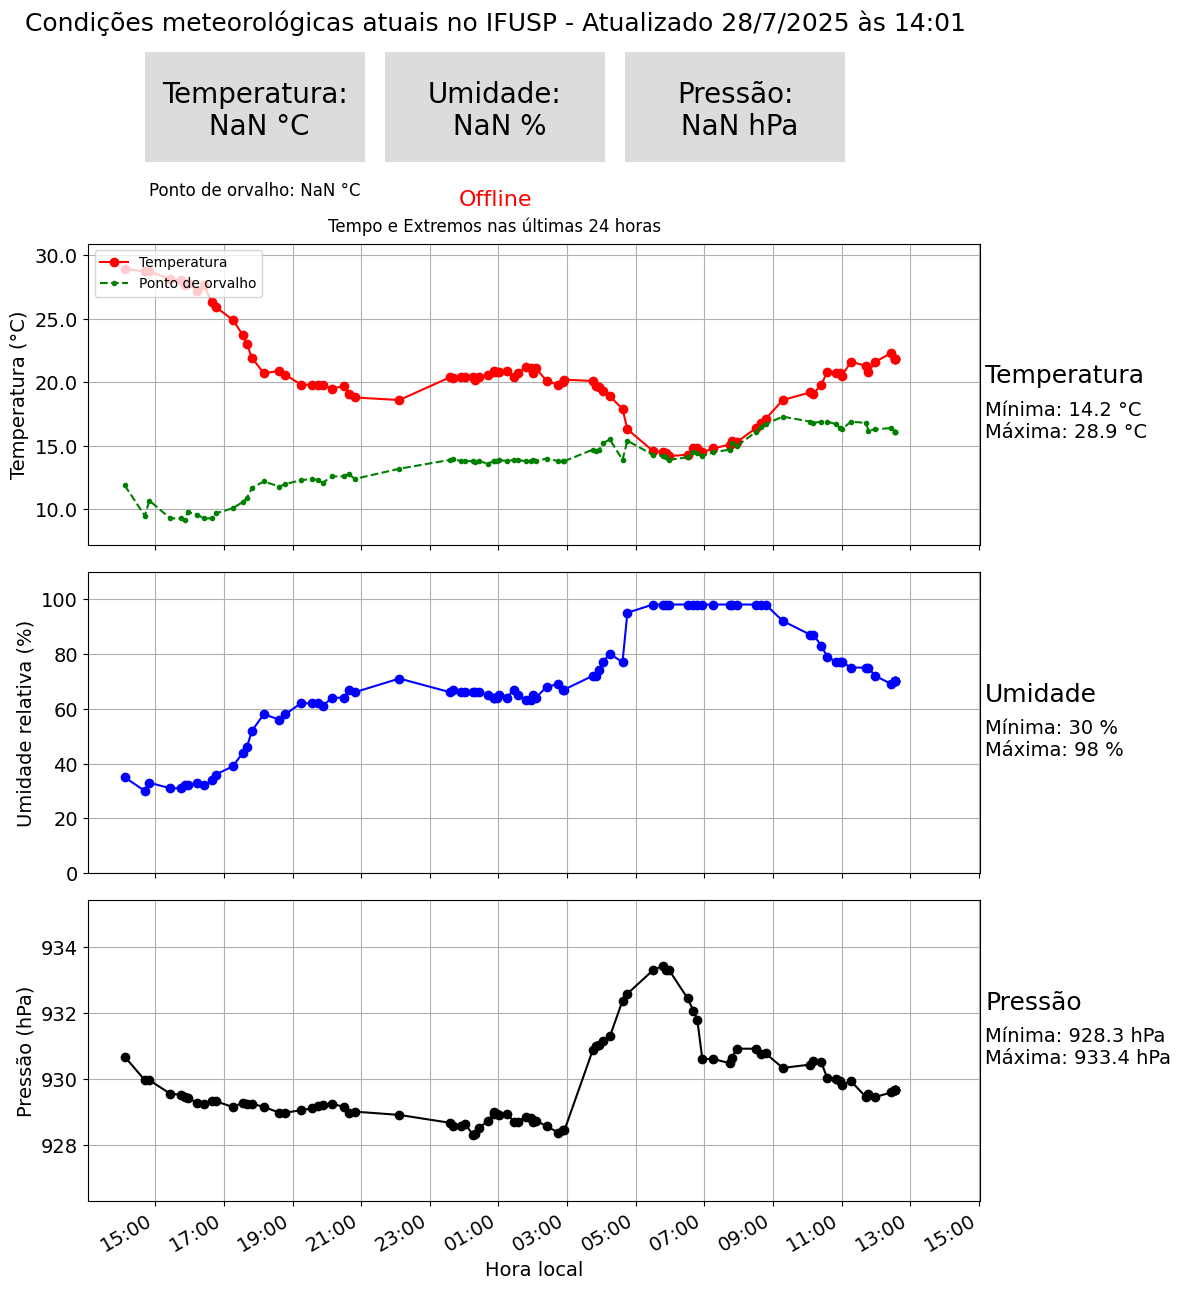 Condições meteorológicas atuais no IFUSP - Atualizado 28/7/2025 às 14:01
Temperatura:
NaN °C
Umidade:
NaN %
Pressão:
NaN hPa
Ponto de orvalho: NaN °C
Offline
Tempo e Extremos nas últimas 24 horas
Temperatura
Ponto de orvalho
Temperatura (°C)
30.0
25.0
20.0
15.0
10.0
Temperatura
Mínima: 14.2 °C
Máxima: 28.9 °C
Umidade relativa (%)
100
80
60
40
20
0
Umidade
Mínima: 30 %
Máxima: 98 %
Pressão (hPa)
934
932
930
928
Pressão
Mínima: 928.3 hPa
Máxima: 933.4 hPa
15:00 17:00 19:00 21:00 23:00 01:00 03:00 05:00 07:00 09:00 11:00 13:00 15:00
Hora local